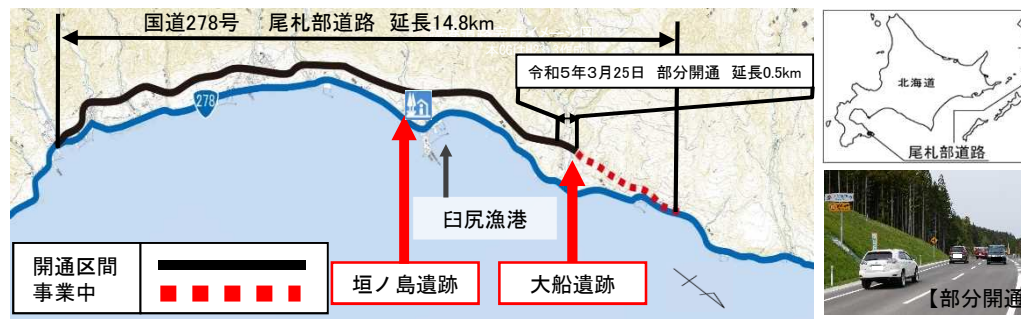 国道278号 尾札部道路 延長14.8km
令和5年3月25日 部分開通 延長0.5km
278
臼尻漁港
垣ノ島遺跡
大船遺跡
開通区間
事業中
北海道
尾札部道路
【部分開通